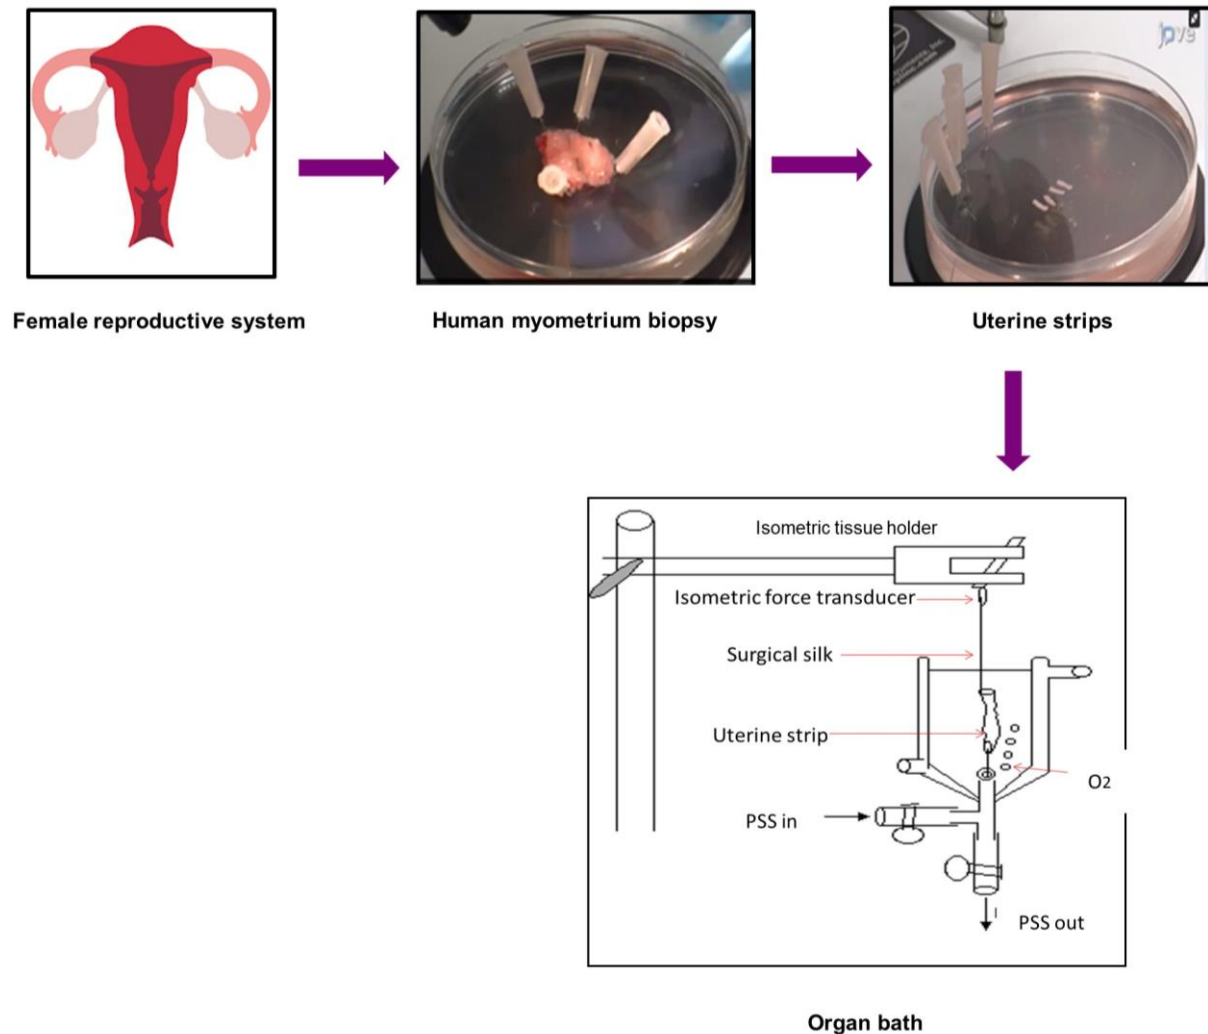 jove
Female reproductive system
Human myometrium biopsy
Uterine strips
Isometric tissue holder
Isometric force transducer
Surgical silk
Uterine strip
O2
PSS in
PSS out
Organ bath